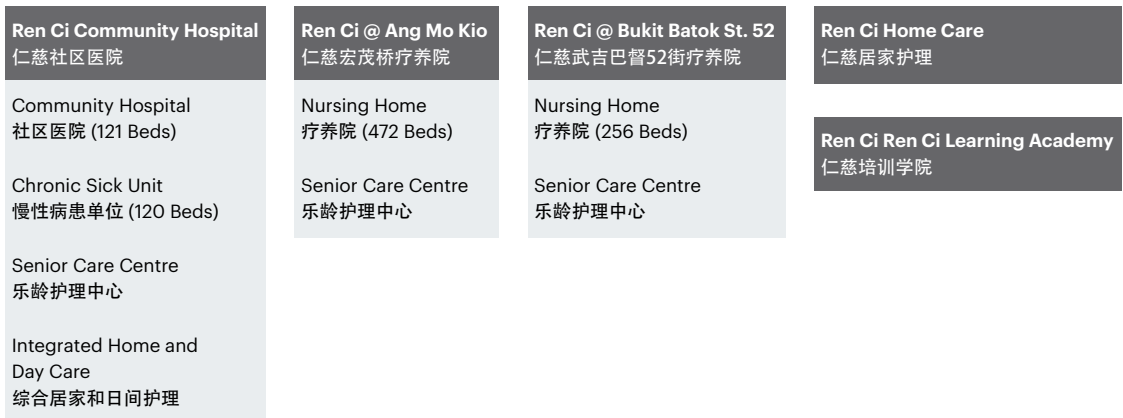 Ren Ci Community Hospital
仁慈社区医院
Community Hospital
社区医院 (121 Beds)
Chronic Sick Unit
慢性病患单位 (120 Beds)
Senior Care Centre
乐龄护理中心
Integrated Home and
Day Care
综合居家和日间护理
Ren Ci @ Ang Mo Kio
仁慈宏茂桥疗养院
Nursing Home
疗养院 (472 Beds)
Senior Care Centre
乐龄护理中心
Ren Ci @ Bukit Batok St. 52
仁慈武吉巴督52街疗养院
Nursing Home
疗养院 (256 Beds)
Senior Care Centre
乐龄护理中心
Ren Ci Home Care
仁慈居家护理
Ren Ci Ren Ci Learning Academy
仁慈培训学院